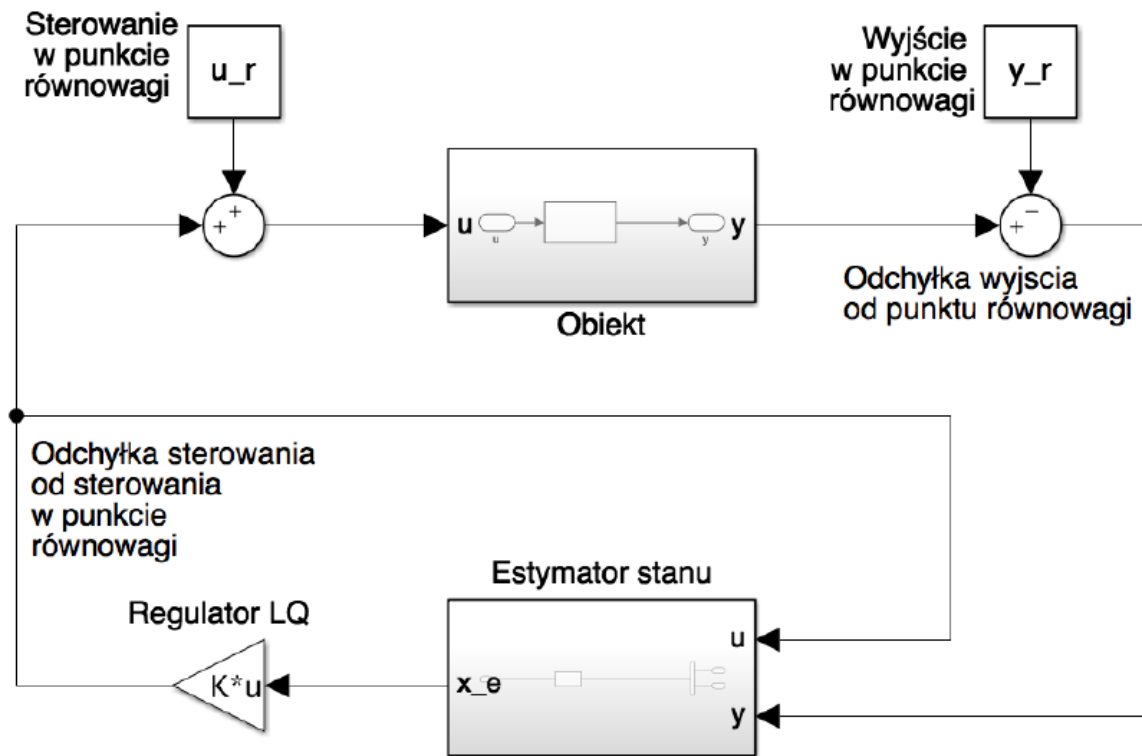 Sterowanie
w punkcie
równowagi
u_r
Wyjście
w punkcie
równowagi
y_r
+
+
u
u
y
y
Obiekt
−
+
Odchyłka wyjscia
od punktu równowagi
Odchyłka sterowania
od sterowania
w punkcie
równowagi
Regulator LQ
K*u
Estymator stanu
x_e
u
y